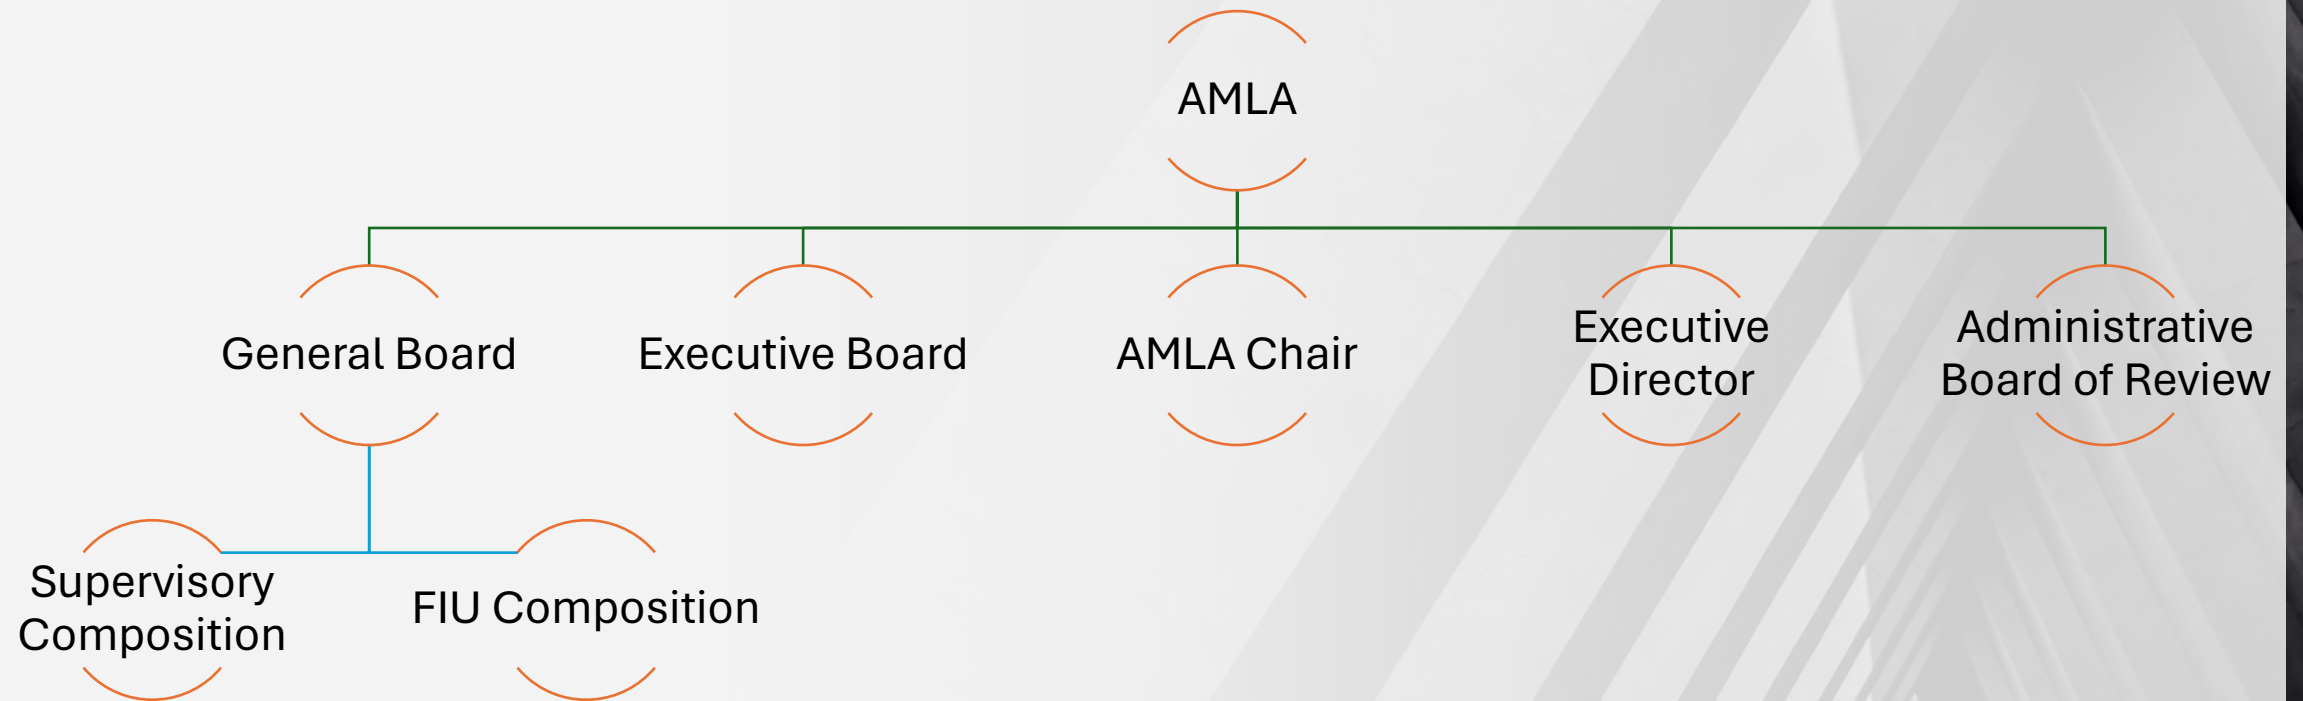 AMLA
General Board
Executive Board
AMLA Chair
Executive
Director
Administrative
Board of Review
Supervisory
Composition
FIU Composition